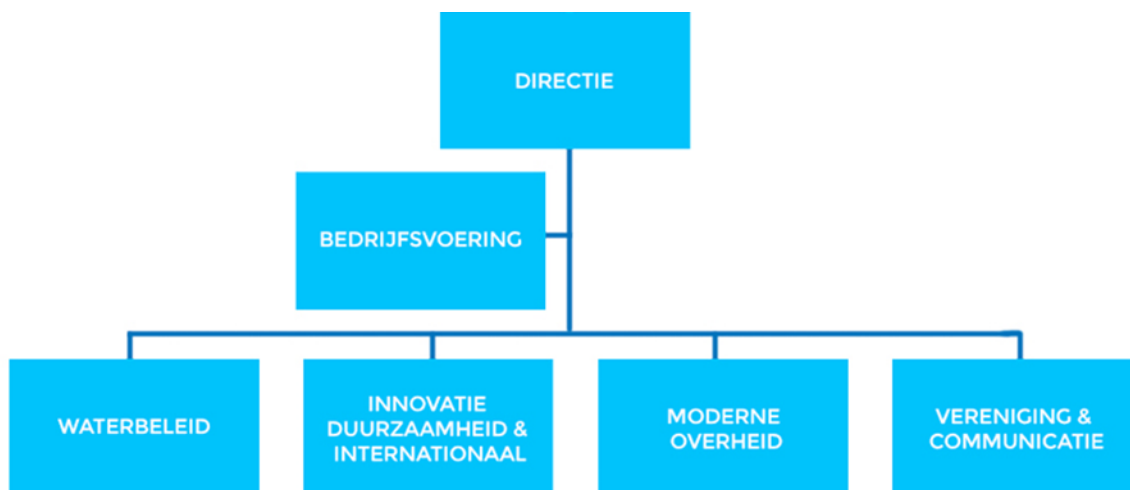 DIRECTIE
BEDRIJFSVOERING
WATERBELEID
INNOVATIE
DUURZAAMHEID &
INTERNATIONAAL
MODERNE
OVERHEID
VERENIGING &
COMMUNICATIE